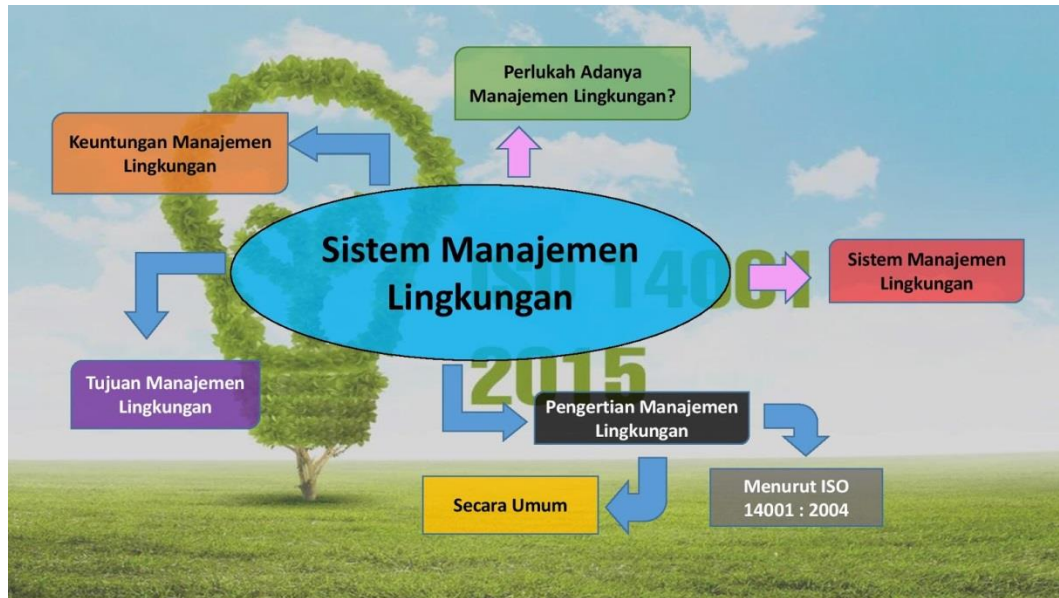 Perlukah Adanya
Manajemen Lingkungan?
Keuntungan Manajemen
Lingkungan
Sistem Manajemen
Lingkungan
ISO 14001
2015
Sistem Manajemen
Lingkungan
Tujuan Manajemen
Lingkungan
Pengertian Manajemen
Lingkungan
Secara Umum
Menurut ISO
14001 : 2004